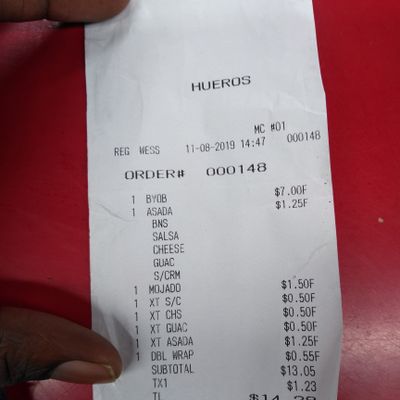 HUEROS
MC #01
REG WESS 11-08-2019 14:47 000148
ORDER# 000148
1 BYOB $7.00F
1 ASADA $1.25F
BNS
SALSA
CHEESE
GUAC
S/CRM
1 MOJADO $1.50F
1 XT S/C $0.50F
1 XT CHS $0.50F
1 XT GUAC $0.50F
1 XT ASADA $1.25F
1 DBL WRAP $0.55F
SUBTOTAL $13.05
TX1 $1.23
TL $14.28